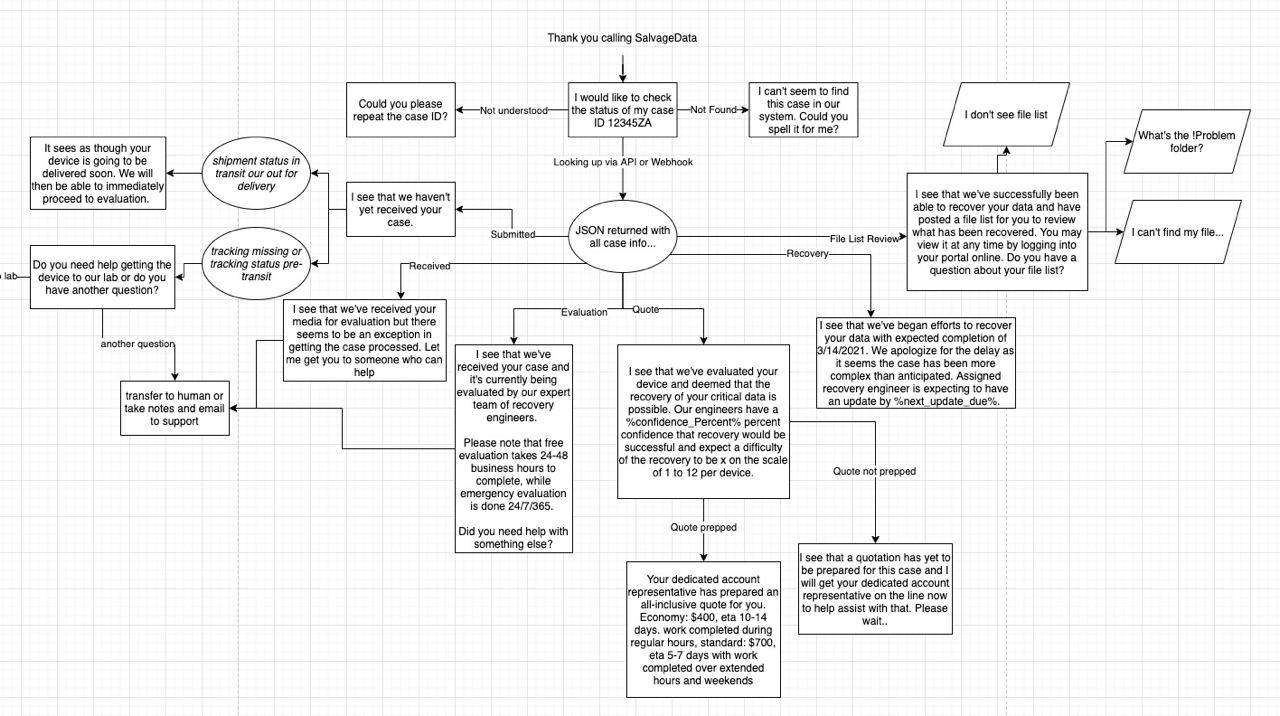 Thank you calling SalvageData
Could you please
repeat the case ID?
Not understood
I would like to check
the status of my case
ID 12345ZA
Not Found
I can't seem to find
this case in our
system. Could you
spell it for me?
I don't see file list
What's the !Problem
folder?
It sees as though your
device is going to be
delivered soon. We will
then be able to immediately
proceed to evaluation.
shipment status in
transit our out for
delivery
Looking up via API or Webhook
I see that we haven't
yet received your
case.
Submitted
JSON returned with
all case info...
File List Review
I see that we've successfully been
able to recover your data and have
posted a file list for you to review
what has been recovered. You may
view it at any time by logging into
your portal online. Do you have a
question about your file list?
I can't find my file...
lab
Do you need help getting the
device to our lab or do you
have another question?
tracking missing or
tracking status pre-
transit
Received
Recovery
another question
I see that we've received your
media for evaluation but there
seems to be an exception in
getting the case processed. Let
me get you to someone who can
help
Evaluation
Quote
I see that we've began efforts to recover
your data with expected completion of
3/14/2021. We apologize for the delay as
it seems the case has been more
complex than anticipated. Assigned
recovery engineer is expecting to have
an update by %next_update_due%.
transfer to human or
take notes and email
to support
I see that we've
received your case and
it's currently being
evaluated by our expert
team of recovery
engineers.
Please note that free
evaluation takes 24-48
business hours to
complete, while
emergency evaluation
is done 24/7/365.
Did you need help with
something else?
I see that we've evaluated your
device and deemed that the
recovery of your critical data is
possible. Our engineers have a
%confidence_Percent% percent
confidence that recovery would be
successful and expect a difficulty
of the recovery to be x on the scale
of 1 to 12 per device.
Quote not prepped
Quote prepped
Your dedicated account
representative has prepared an
all-inclusive quote for you.
Economy: $400, eta 10-14
days. work completed during
regular hours, standard: $700,
eta 5-7 days with work
completed over extended
hours and weekends
I see that a quotation has yet to
be prepared for this case and I
will get your dedicated account
representative on the line now
to help assist with that. Please
wait..